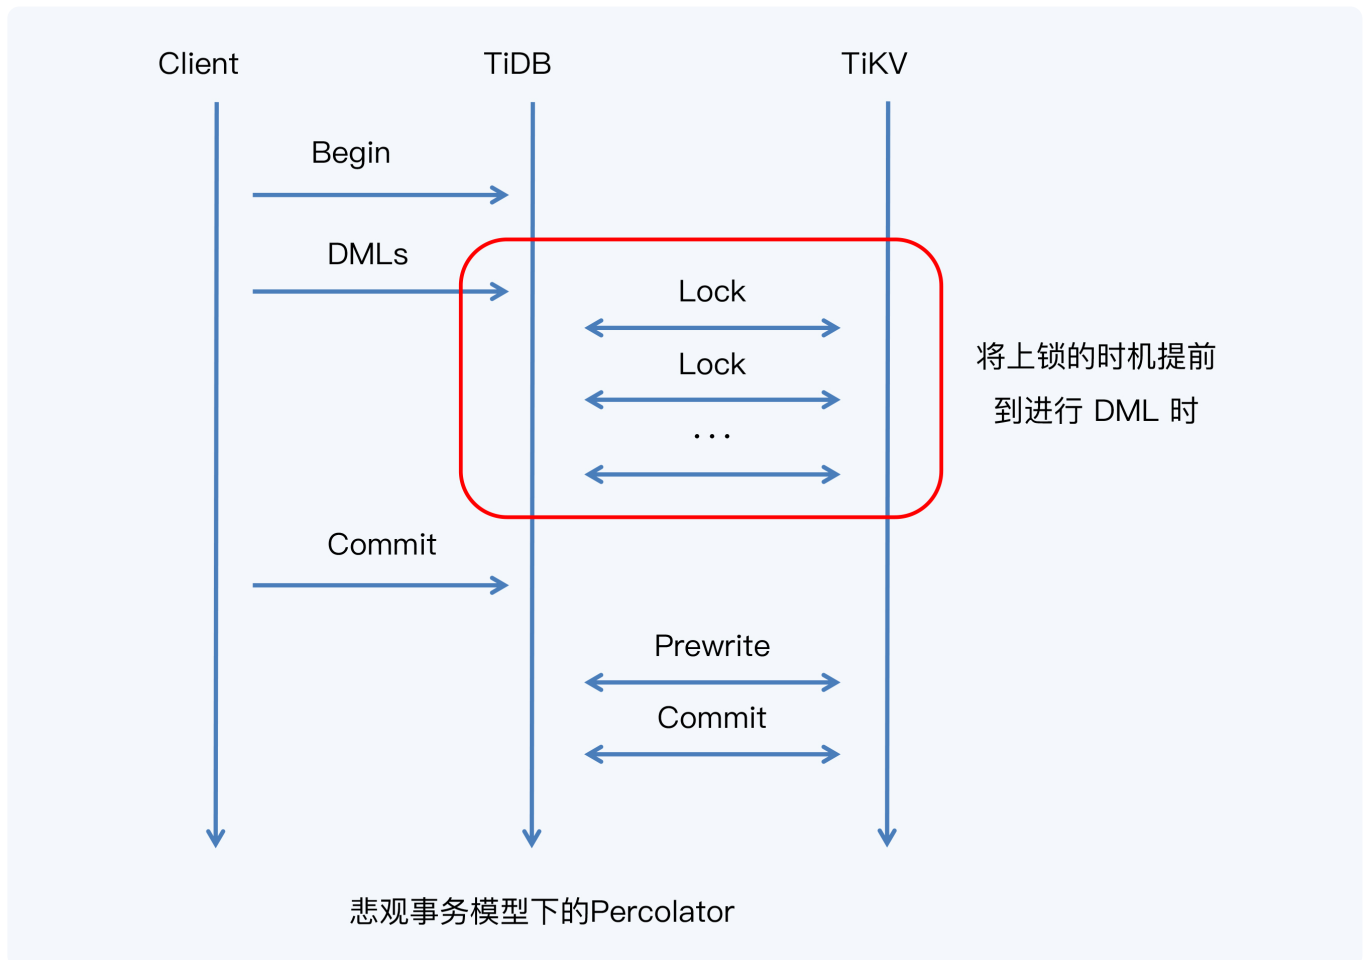 Client
TiDB
TiKV
Begin
DMLs
Lock
Lock
...
将上锁的时机提前
到进行 DML 时
Commit
Prewrite
Commit
悲观事务模型下的Percolator